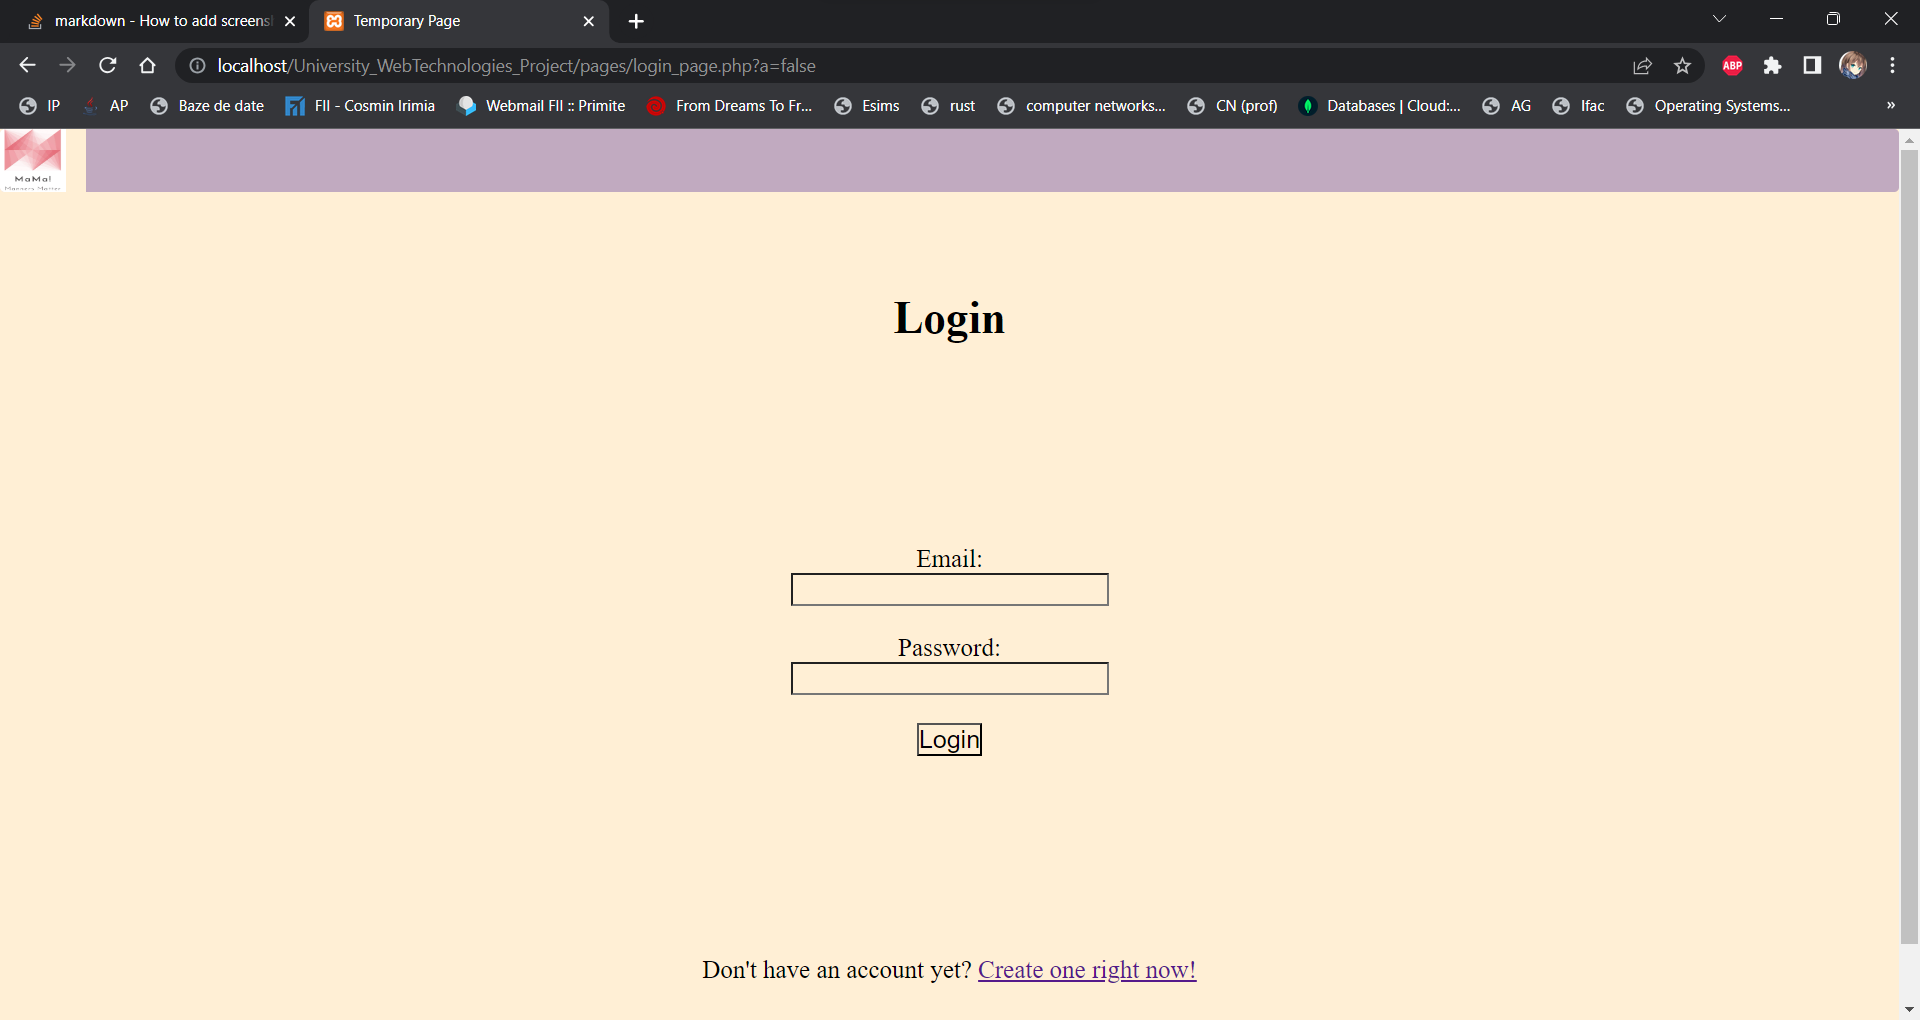 markdown - How to add screens
Temporary Page
localhost/University_WebTechnologies_Project/pages/login_page.php?a=false
ABP
IP
AP
Baze de date
FII - Cosmin Irimia
Webmail FII :: Primite
From Dreams To Fr...
Esims
rust
computer networks...
CN (prof)
Databases | Cloud:...
AG
Ifac
Operating Systems...
»
MaMa!
Login
Email:
Password:
Login
Don't have an account yet? Create one right now!